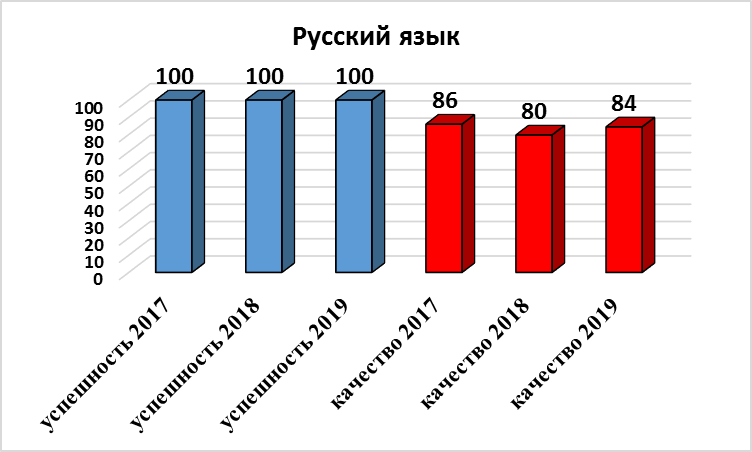 Русский язык
100
100
100
86
80
84
100
90
80
70
60
50
40
30
20
10
0
успешность 2017
успешность 2018
успешность 2019
качество 2017
качество 2018
качество 2019